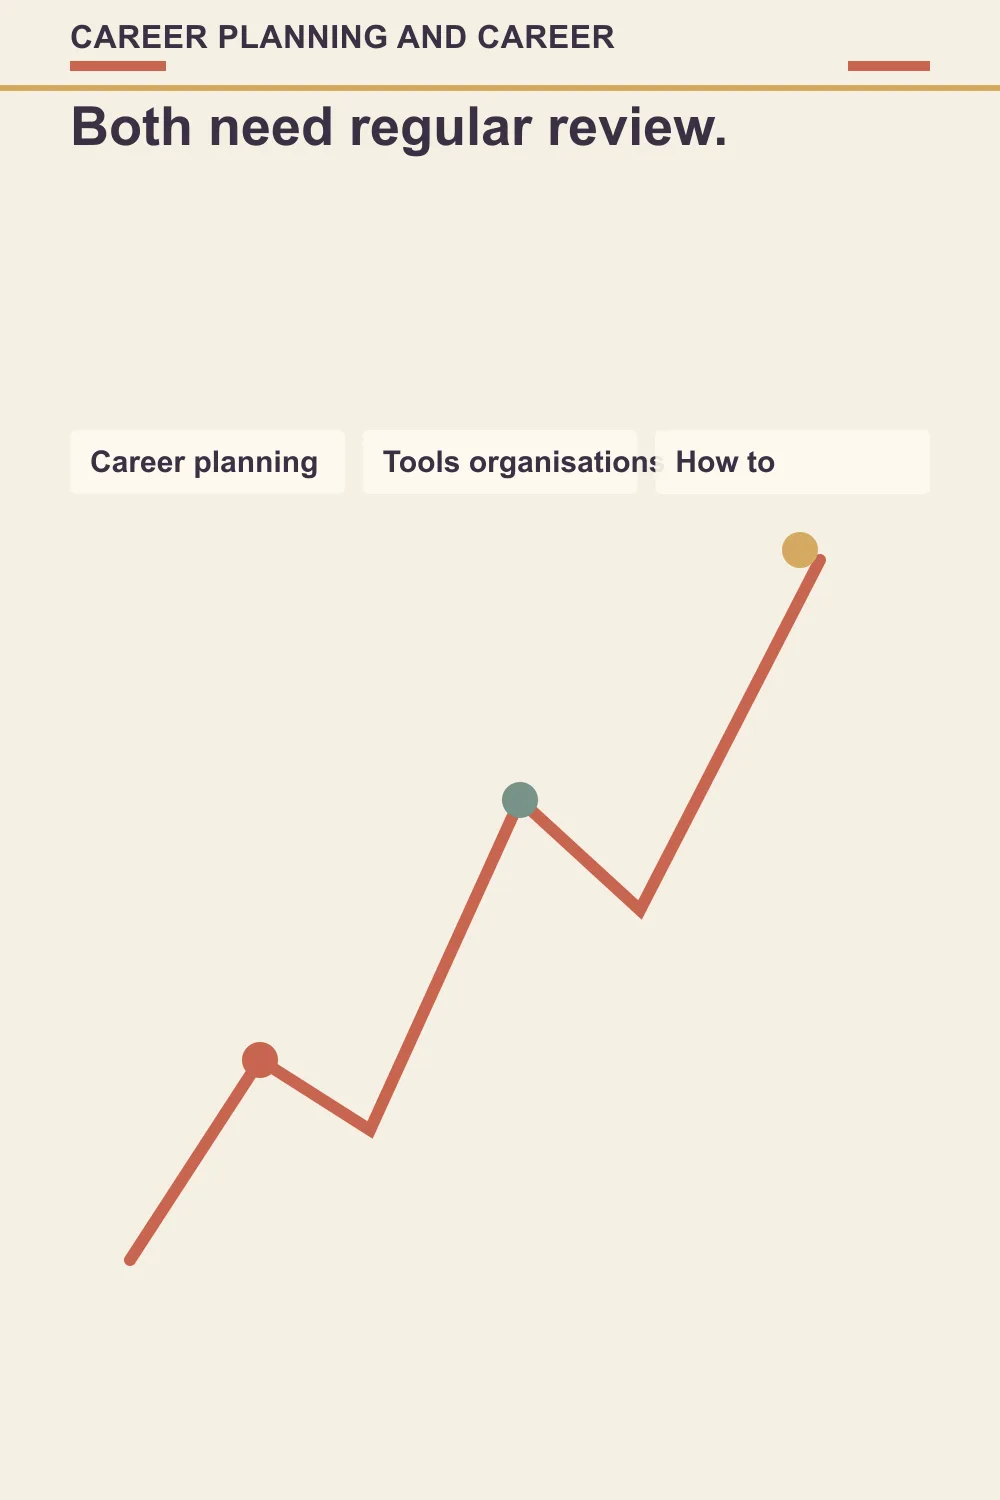 CAREER PLANNING AND CAREER
Both need regular review.
Career planning
Tools organisations
How to